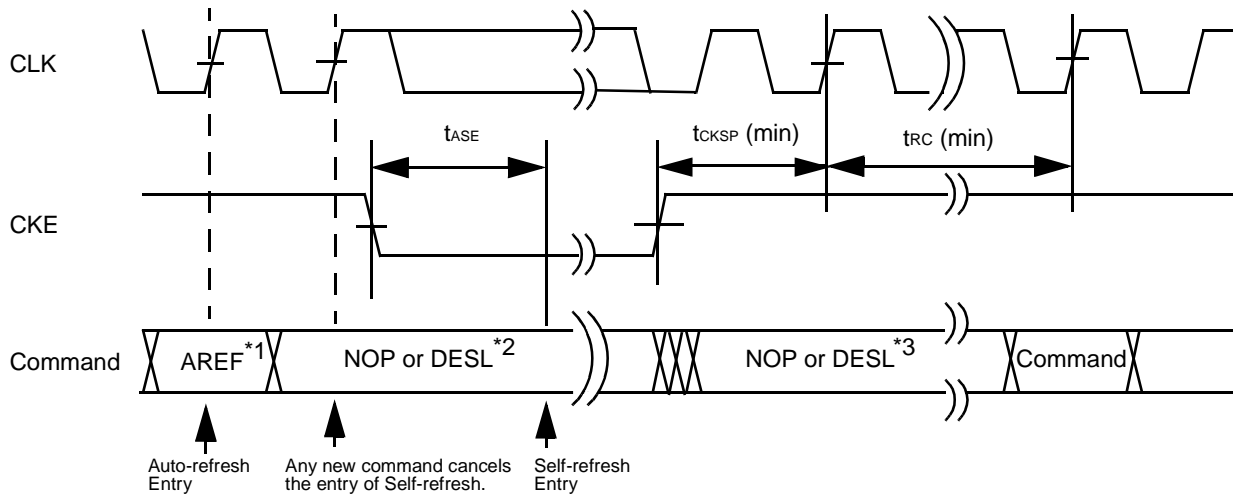 CLK
tASE
tCKSP (min)
tRC (min)
CKE
Command
AREF*1
NOP or DESL*2
NOP or DESL*3
Command
Auto-refresh
Entry
Any new command cancels
the entry of Self-refresh.
Self-refresh
Entry